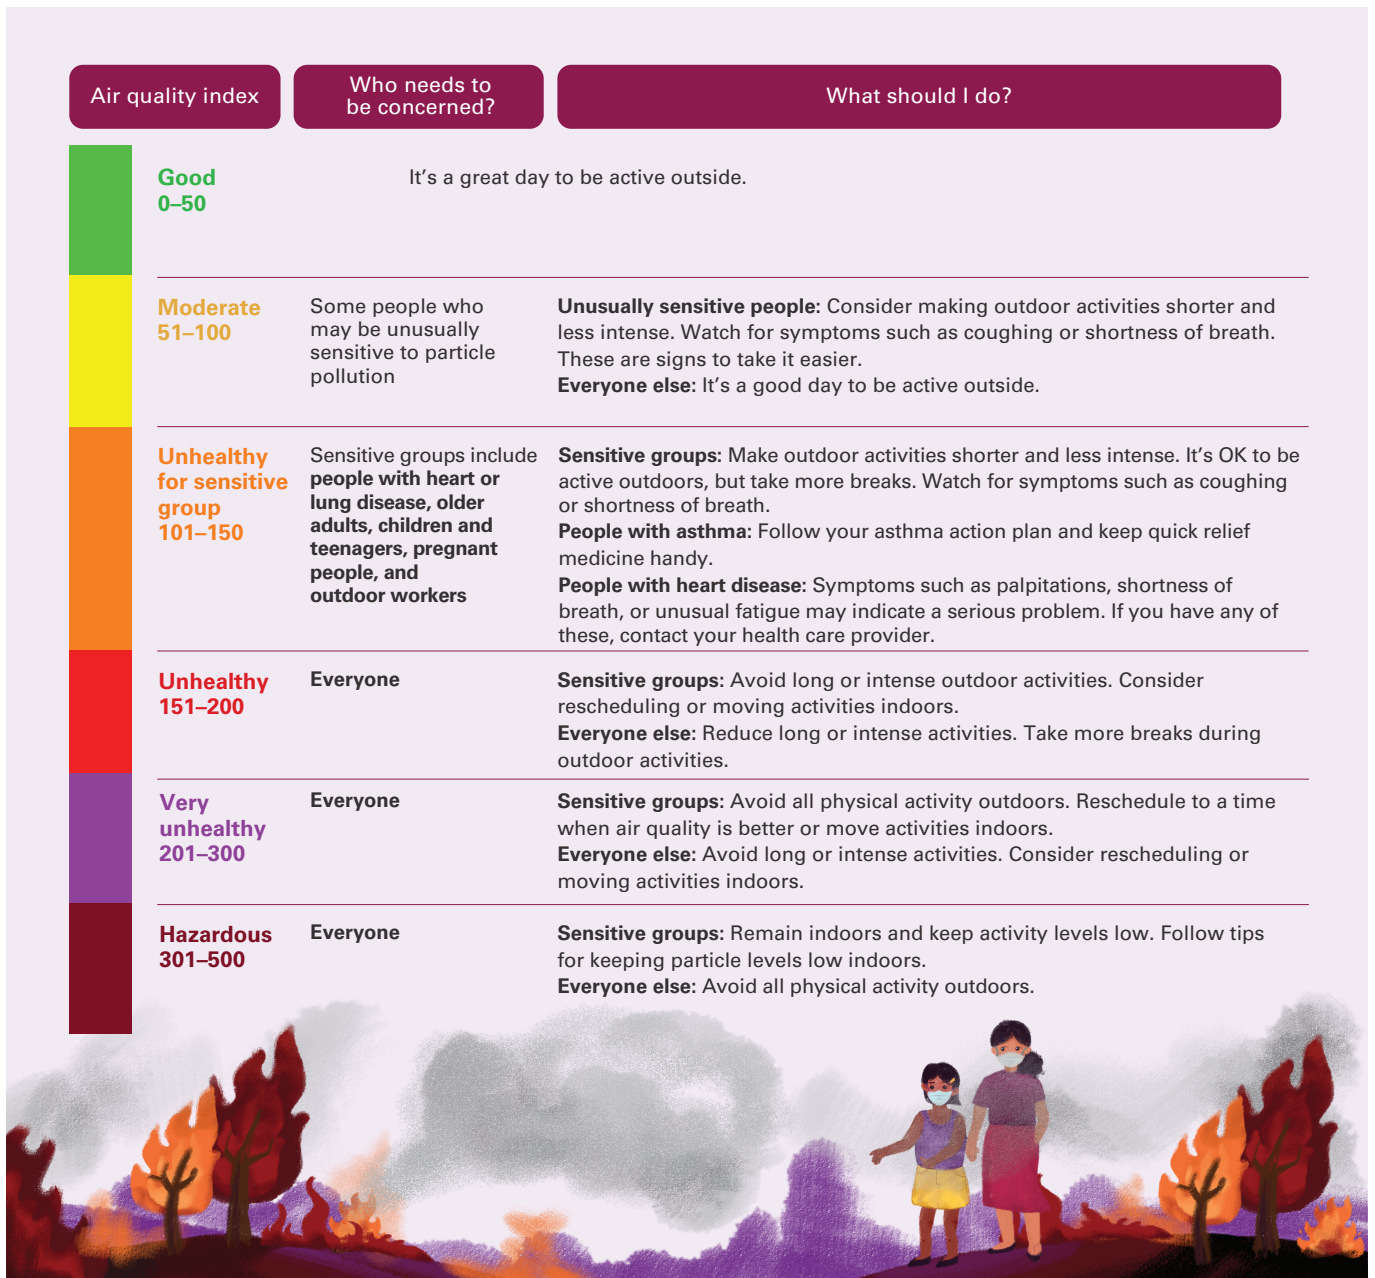 Air quality index
Who needs to
be concerned?
What should I do?
Good
0–50
It's a great day to be active outside.
Moderate
51–100
Some people who
may be unusually
sensitive to particle
pollution
Unusually sensitive people: Consider making outdoor activities shorter and
less intense. Watch for symptoms such as coughing or shortness of breath.
These are signs to take it easier.
Everyone else: It's a good day to be active outside.
Unhealthy
for sensitive
group
101–150
Sensitive groups include
people with heart or
lung disease, older
adults, children and
teenagers, pregnant
people, and
outdoor workers
Sensitive groups: Make outdoor activities shorter and less intense. It's OK to be
active outdoors, but take more breaks. Watch for symptoms such as coughing
or shortness of breath.
People with asthma: Follow your asthma action plan and keep quick relief
medicine handy.
People with heart disease: Symptoms such as palpitations, shortness of
breath, or unusual fatigue may indicate a serious problem. If you have any of
these, contact your health care provider.
Unhealthy
151–200
Everyone
Sensitive groups: Avoid long or intense outdoor activities. Consider
rescheduling or moving activities indoors.
Everyone else: Reduce long or intense activities. Take more breaks during
outdoor activities.
Very
unhealthy
201–300
Everyone
Sensitive groups: Avoid all physical activity outdoors. Reschedule to a time
when air quality is better or move activities indoors.
Everyone else: Avoid long or intense activities. Consider rescheduling or
moving activities indoors.
Hazardous
301–500
Everyone
Sensitive groups: Remain indoors and keep activity levels low. Follow tips
for keeping particle levels low indoors.
Everyone else: Avoid all physical activity outdoors.